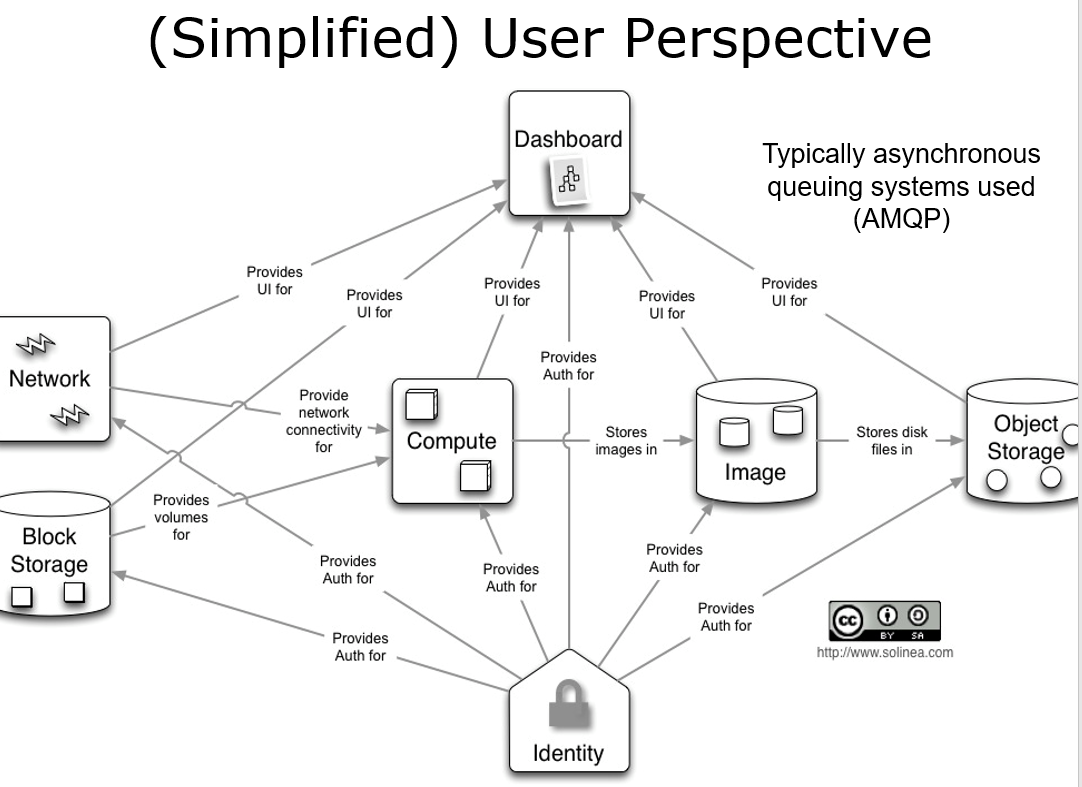 (Simplified) User Perspective
Dashboard
Typically asynchronous
queuing systems used
(AMQP)
Provides
UI for
Provides
UI for
Provides
UI for
Provides
UI for
Provides
UI for
Provides
Auth for
Network
Provide
network
connectivity
for
Compute
Stores
images in
Image
Stores disk
files in
Object
Storage
Block
Storage
Provides
volumes
for
Provides
Auth for
Provides
Auth for
Provides
Auth for
Provides
Auth for
Provides
Auth for
Identity
cc
BY SA
http://www.solinea.com